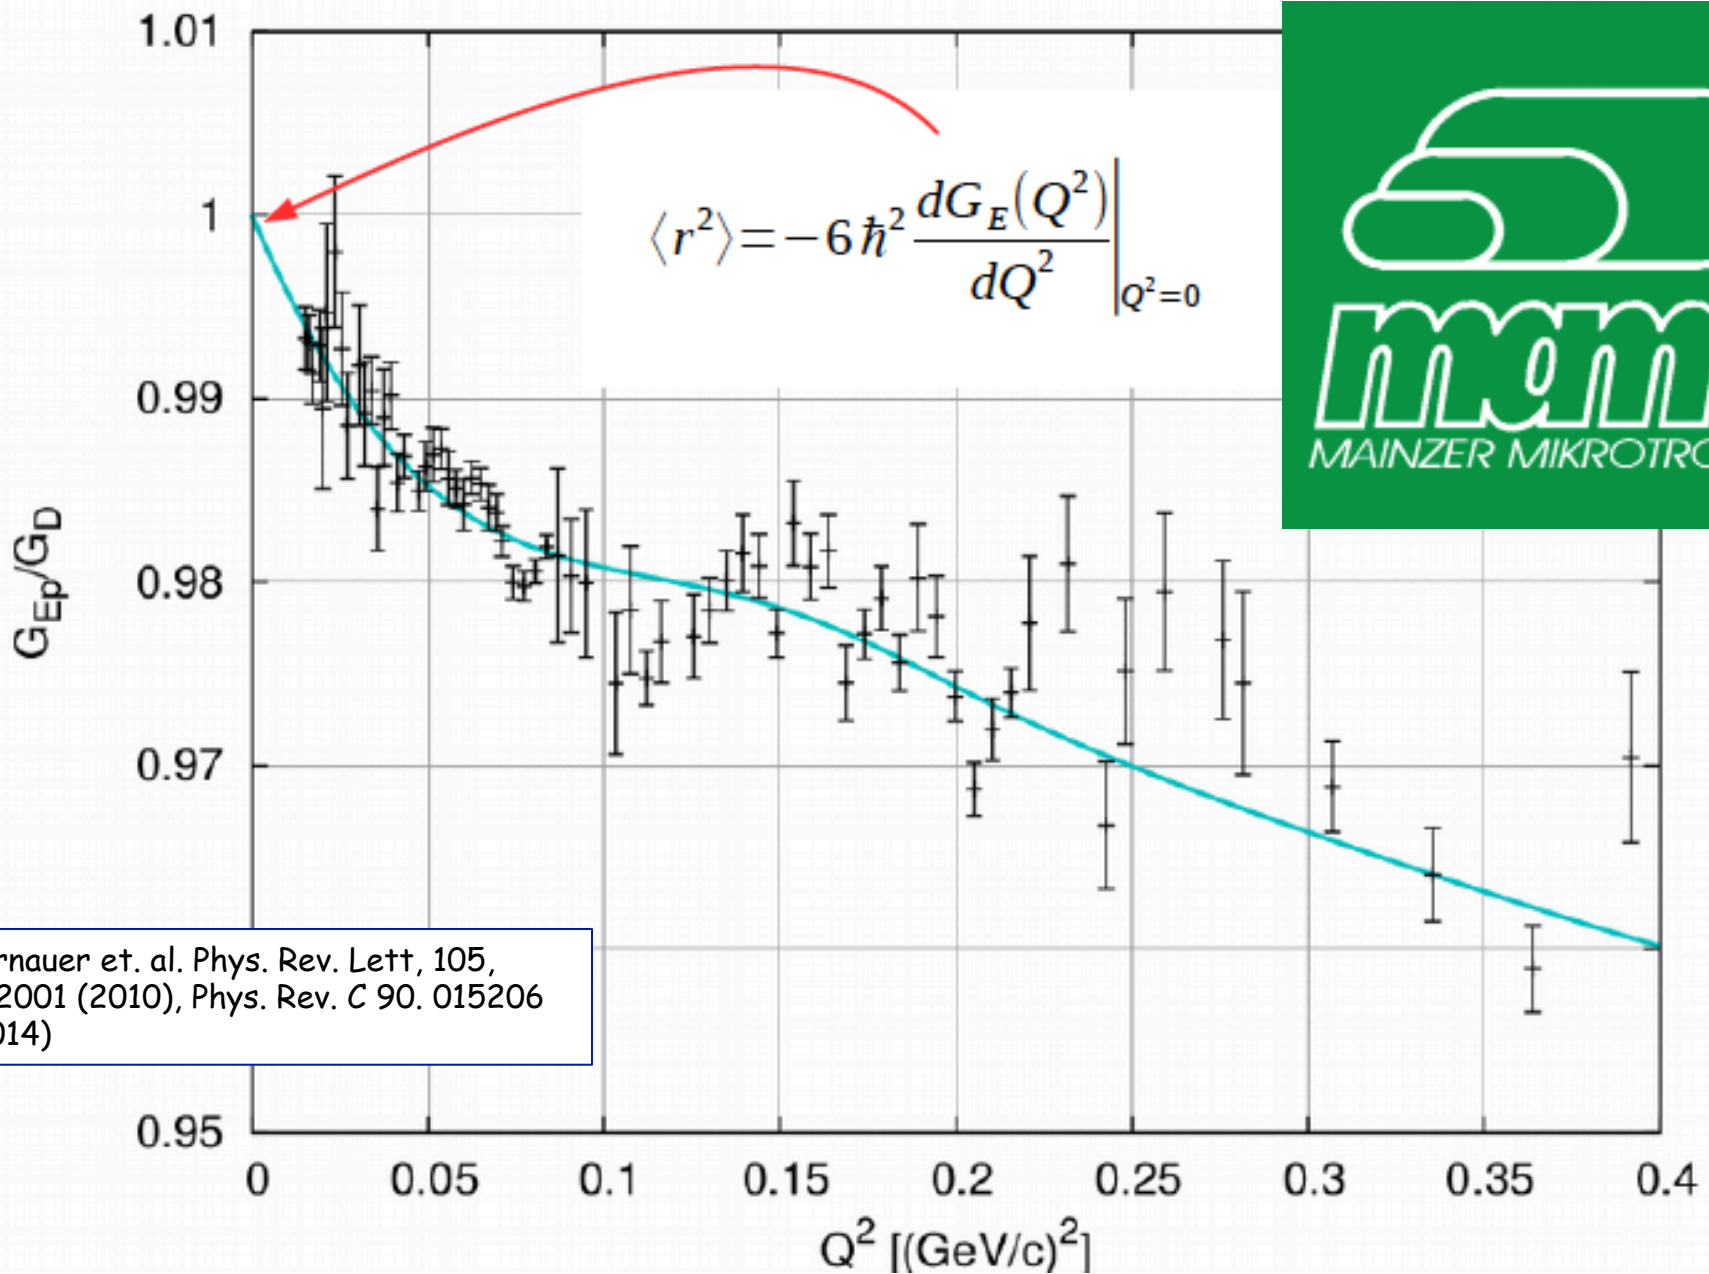 1.01
1
0.99
0.98
0.97
0.95
G_Ep/G_D
⟨r²⟩=−6ħ² dG_E(Q²)/dQ² |Q²=0
MAINZER MIKROTRO
rnauer et. al. Phys. Rev. Lett, 105,
2001 (2010), Phys. Rev. C 90. 015206
014)
0 0.05 0.1 0.15 0.2 0.25 0.3 0.35 0.4
Q² [(GeV/c)²]